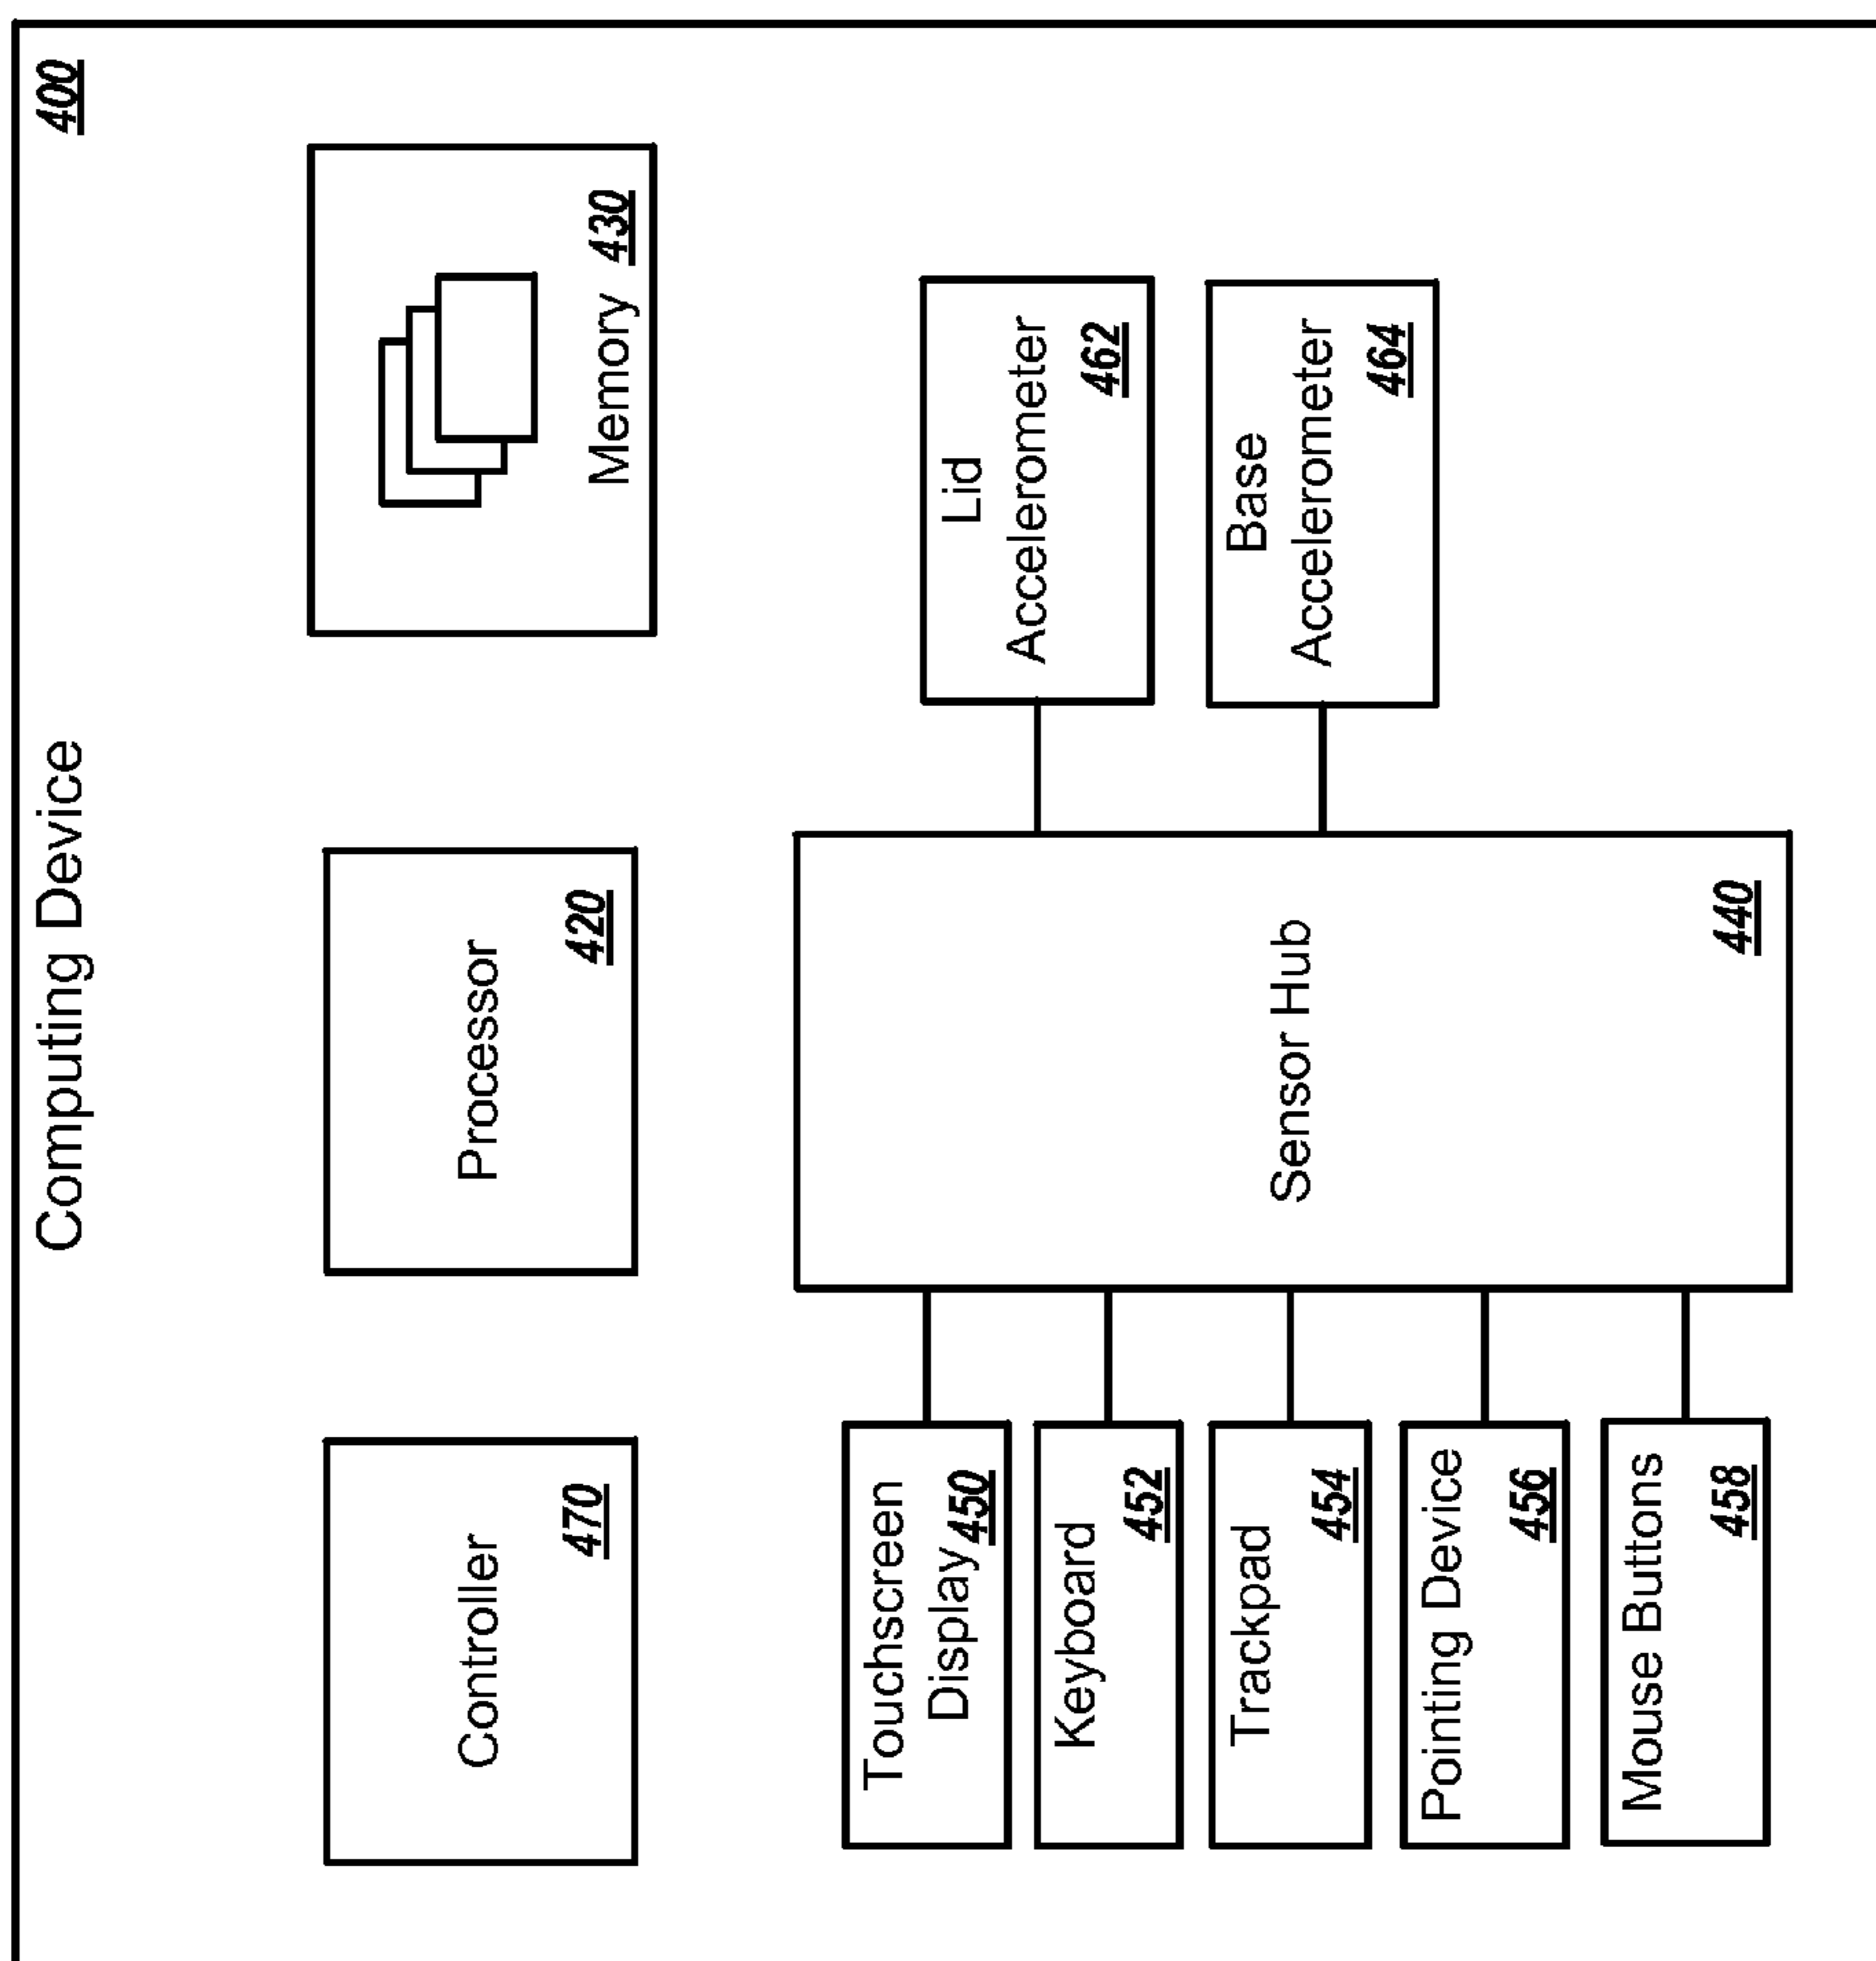 Computing Device
400
Controller
470
Processor
420
Memory 430
Touchscreen
Display 450
Keyboard
452
Trackpad
454
Pointing Device
456
Mouse Buttons
458
Sensor Hub
440
Lid
Accelerometer
462
Base
Accelerometer
464